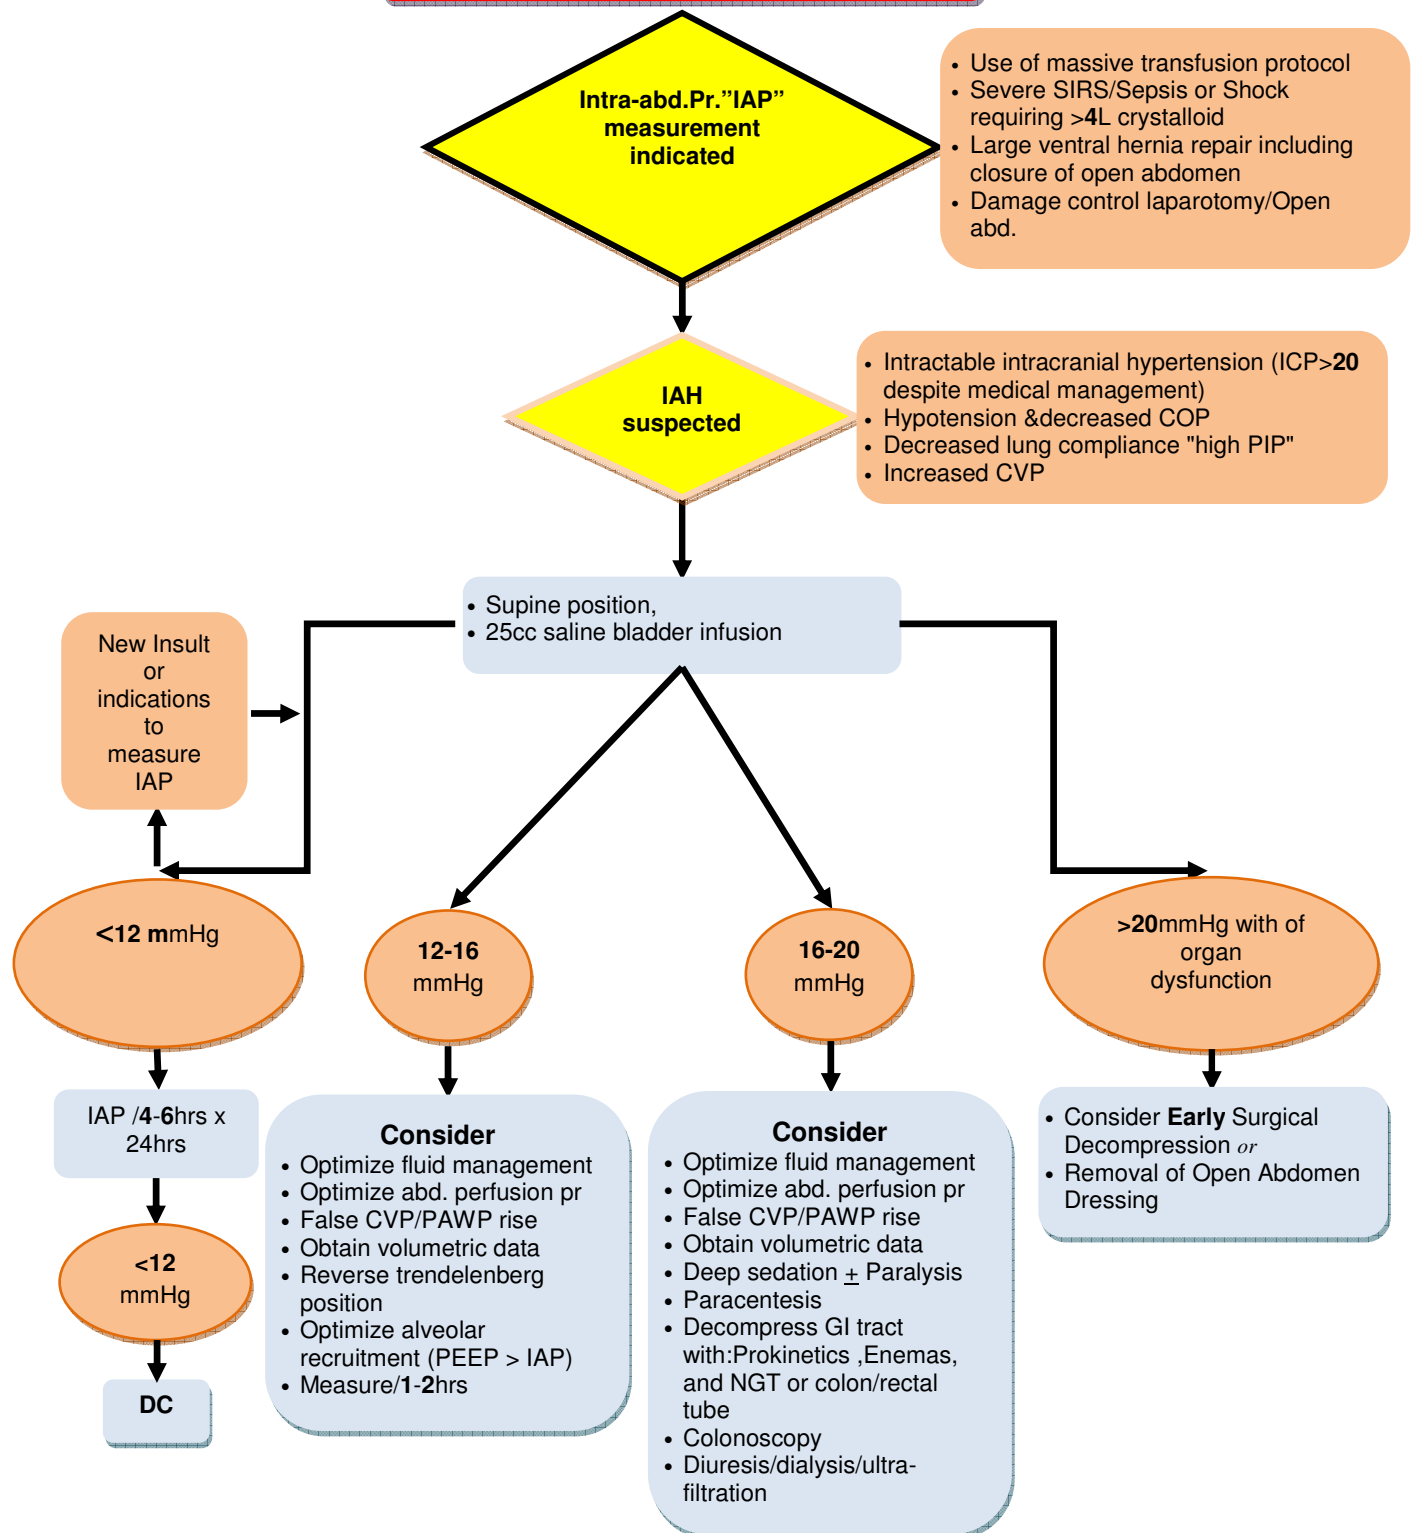 Intra-abd.Pr.”IAP”
measurement
indicated
• Use of massive transfusion protocol
• Severe SIRS/Sepsis or Shock
requiring >4L crystalloid
• Large ventral hernia repair including
closure of open abdomen
• Damage control laparotomy/Open
abd.
IAH
suspected
• Intractable intracranial hypertension (ICP>20
despite medical management)
• Hypotension &decreased COP
• Decreased lung compliance "high PIP"
• Increased CVP
• Supine position,
• 25cc saline bladder infusion
New Insult
or
indications
to
measure
IAP
<12 mmHg
12-16
mmHg
16-20
mmHg
>20mmHg with of
organ
dysfunction
IAP /4-6hrs x
24hrs
<12
mmHg
DC
Consider
• Optimize fluid management
• Optimize abd. perfusion pr
• False CVP/PAWP rise
• Obtain volumetric data
• Reverse trendelenberg
position
• Optimize alveolar
recruitment (PEEP > IAP)
• Measure/1-2hrs
Consider
• Optimize fluid management
• Optimize abd. perfusion pr
• False CVP/PAWP rise
• Obtain volumetric data
• Deep sedation + Paralysis
• Paracentesis
• Decompress GI tract
with:Prokinetics ,Enemas,
and NGT or colon/rectal
tube
• Colonoscopy
• Diuresis/dialysis/ultra-
filtration
• Consider Early Surgical
Decompression or
• Removal of Open Abdomen
Dressing